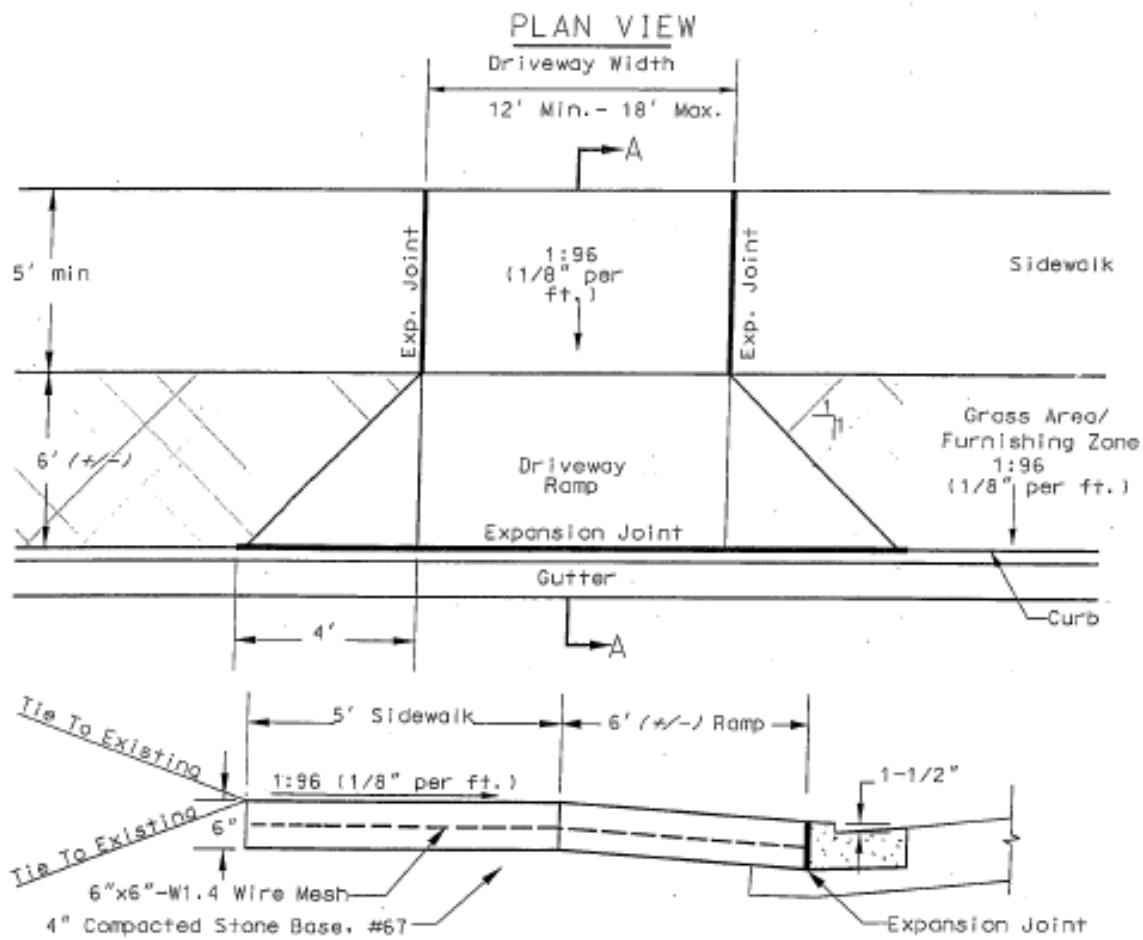 PLAN VIEW
Driveway Width
12' Min.- 18' Max.
A
Exp. Joint
1:96
(1/8" per
ft.)
Exp. Joint
Sidewalk
5' min
6' (+/-)
1
1
Grass Area/
Furnishing Zone
1:96
(1/8" per ft.)
Driveway
Ramp
Expansion Joint
Gutter
Curb
4'
A
Tie To Existing
5' Sidewalk
6' (+/-) Ramp
1:96 (1/8" per ft.)
1-1/2"
6"
Tie To Existing
6"x6"-W1.4 Wire Mesh
4" Compacted Stone Base, #67
Expansion Joint